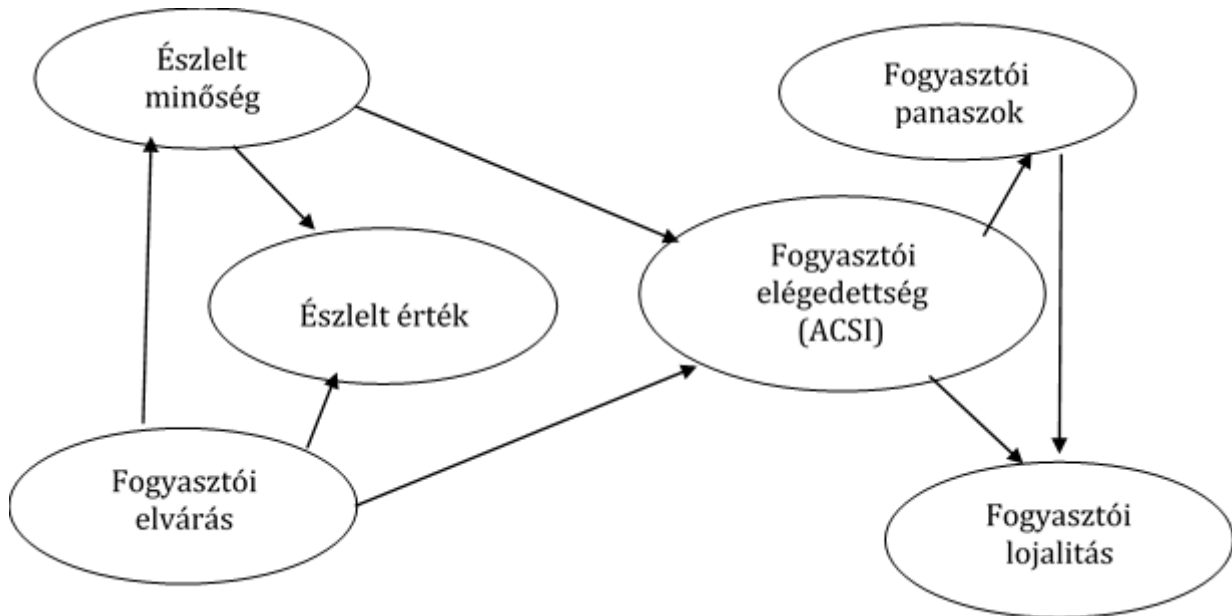 Észlelt
minőség
Fogyasztói
panaszok
Észlelt érték
Fogyasztói
elégedettség
(ACSI)
Fogyasztói
elvárás
Fogyasztói
lojalitás